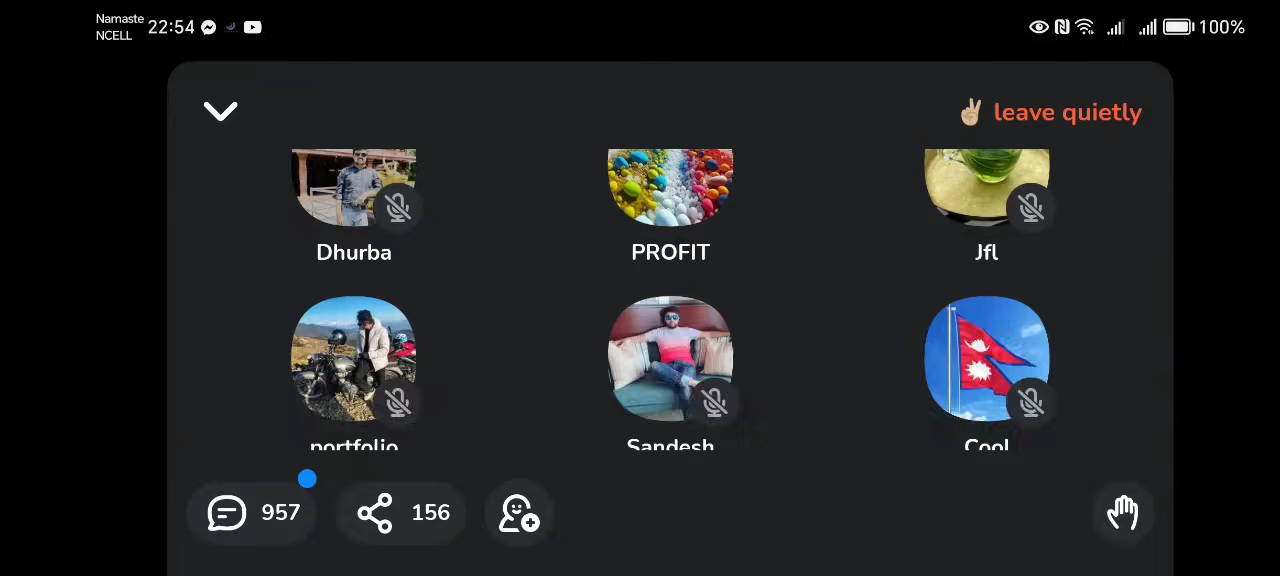 Namaste
NCELL
22:54
100%
✌🏼 leave quietly
Dhurba
PROFIT
Jfl
portfolio
Sandesh
Cool
957
156